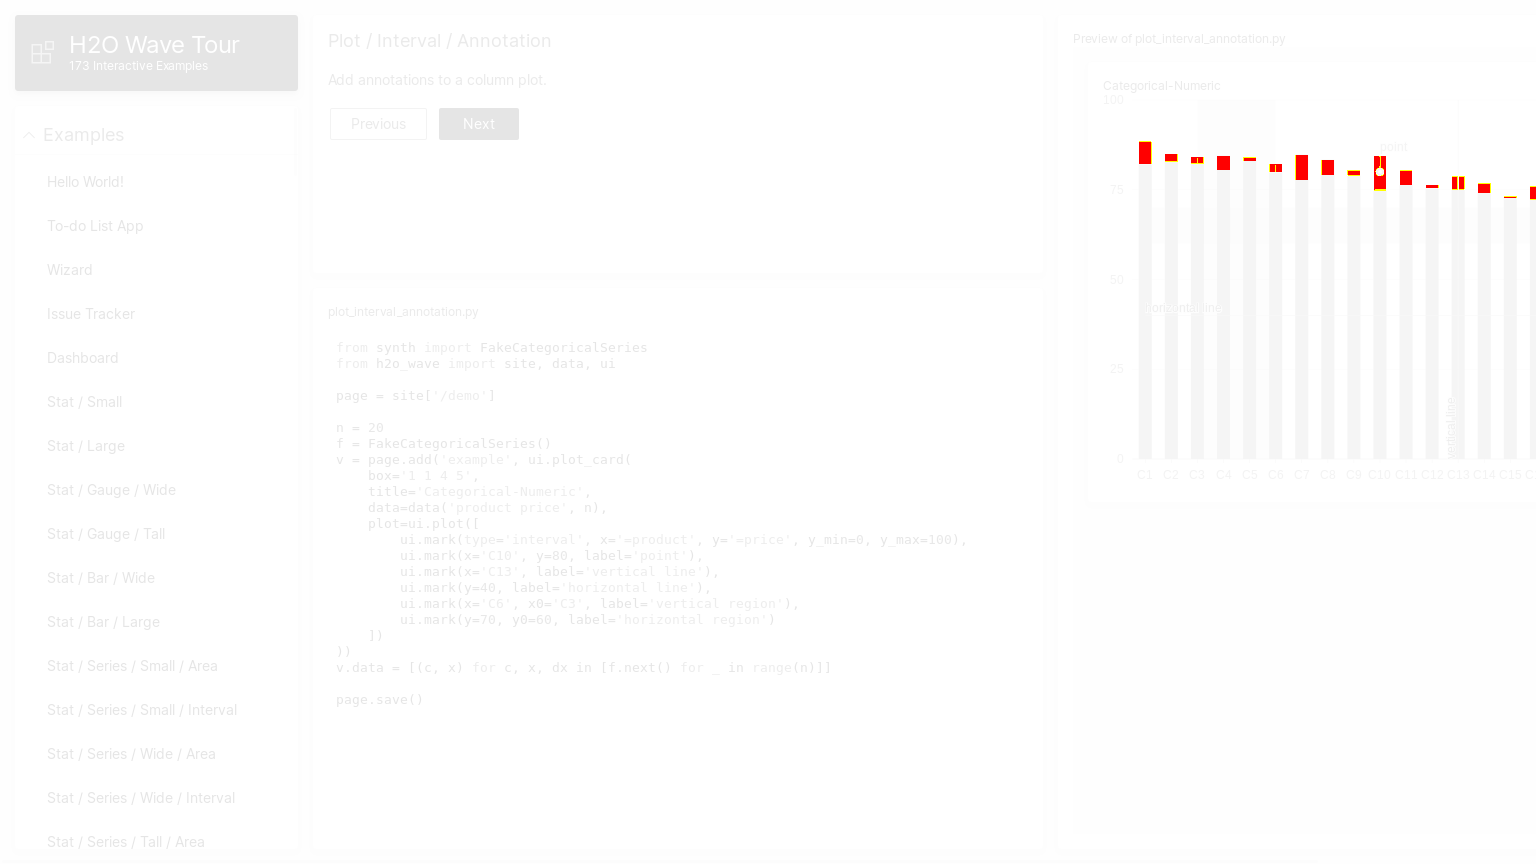 H2O Wave Tour
173 Interactive Examples
Examples
Hello World!
To-do List App
Wizard
Issue Tracker
Dashboard
Stat / Small
Stat / Large
Stat / Gauge / Wide
Stat / Gauge / Tall
Stat / Bar / Wide
Stat / Bar / Large
Stat / Series / Small / Area
Stat / Series / Small / Interval
Stat / Series / Wide / Area
Stat / Series / Wide / Interval
Stat / Series / Tall / Area
Plot / Interval / Annotation
Add annotations to a column plot.
Previous
Next
plot_interval_annotation.py
from synth import FakeCategoricalSeries
from h2o_wave import site, data, ui
page = site['/demo']
n = 20
f = FakeCategoricalSeries()
v = page.add('example', ui.plot_card(
    box='1 1 4 5',
    title='Categorical-Numeric',
    data=data('product price', n),
    plot=ui.plot([
        ui.mark(type='interval', x='=product', y='=price', y_min=0, y_max=100),
        ui.mark(x='C10', y=80, label='point'),
        ui.mark(x='C13', label='vertical line'),
        ui.mark(y=40, label='horizontal line'),
        ui.mark(x='C6', x0='C3', label='vertical region'),
        ui.mark(y=70, y0=60, label='horizontal region')
    ])
))
v.data = [(c, x) for c, x, dx in [f.next() for _ in range(n)]]
page.save()
Preview of plot_interval_annotation.py
Categorical-Numeric
100
point
75
50
horizontal line
25
vertical line
0
C1 C2 C3 C4 C5 C6 C7 C8 C9 C10 C11 C12 C13 C14 C15